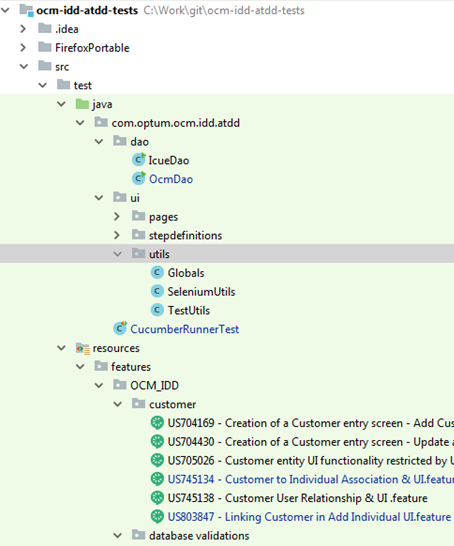 ocm-idd-atdd-tests C:\Work\git\ocm-idd-atdd-tests
.idea
FirefoxPortable
src
test
java
com.optum.ocm.idd.atdd
dao
IcueDao
OcmDao
ui
pages
stepdefinitions
utils
Globals
SeleniumUtils
TestUtils
CucumberRunnerTest
resources
features
OCM_IDD
customer
US704169 - Creation of a Customer entry screen - Add Cus
US704430 - Creation of a Customer entry screen - Update a
US705026 - Customer entity UI functionality restricted by U
US745134 - Customer to Individual Association & UI.featur
US745138 - Customer User Relationship & UI .feature
US803847 - Linking Customer in Add Individual UI.feature
database validations